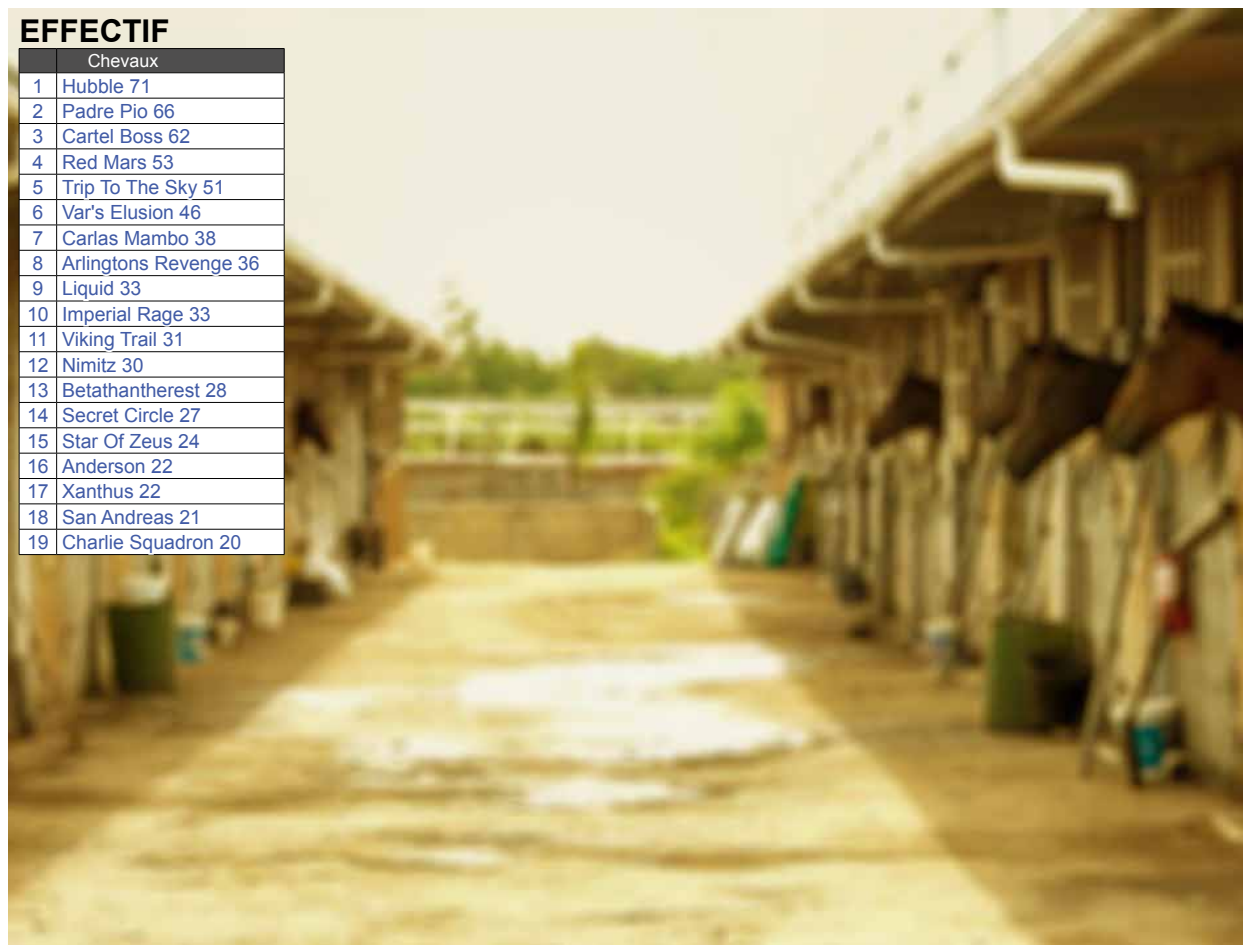 EFFECTIF
Chevaux
1 Hubble 71
2 Padre Pio 66
3 Cartel Boss 62
4 Red Mars 53
5 Trip To The Sky 51
6 Var's Elusion 46
7 Carlas Mambo 38
8 Arlingtons Revenge 36
9 Liquid 33
10 Imperial Rage 33
11 Viking Trail 31
12 Nimitz 30
13 Betathantherest 28
14 Secret Circle 27
15 Star Of Zeus 24
16 Anderson 22
17 Xanthus 22
18 San Andreas 21
19 Charlie Squadron 20